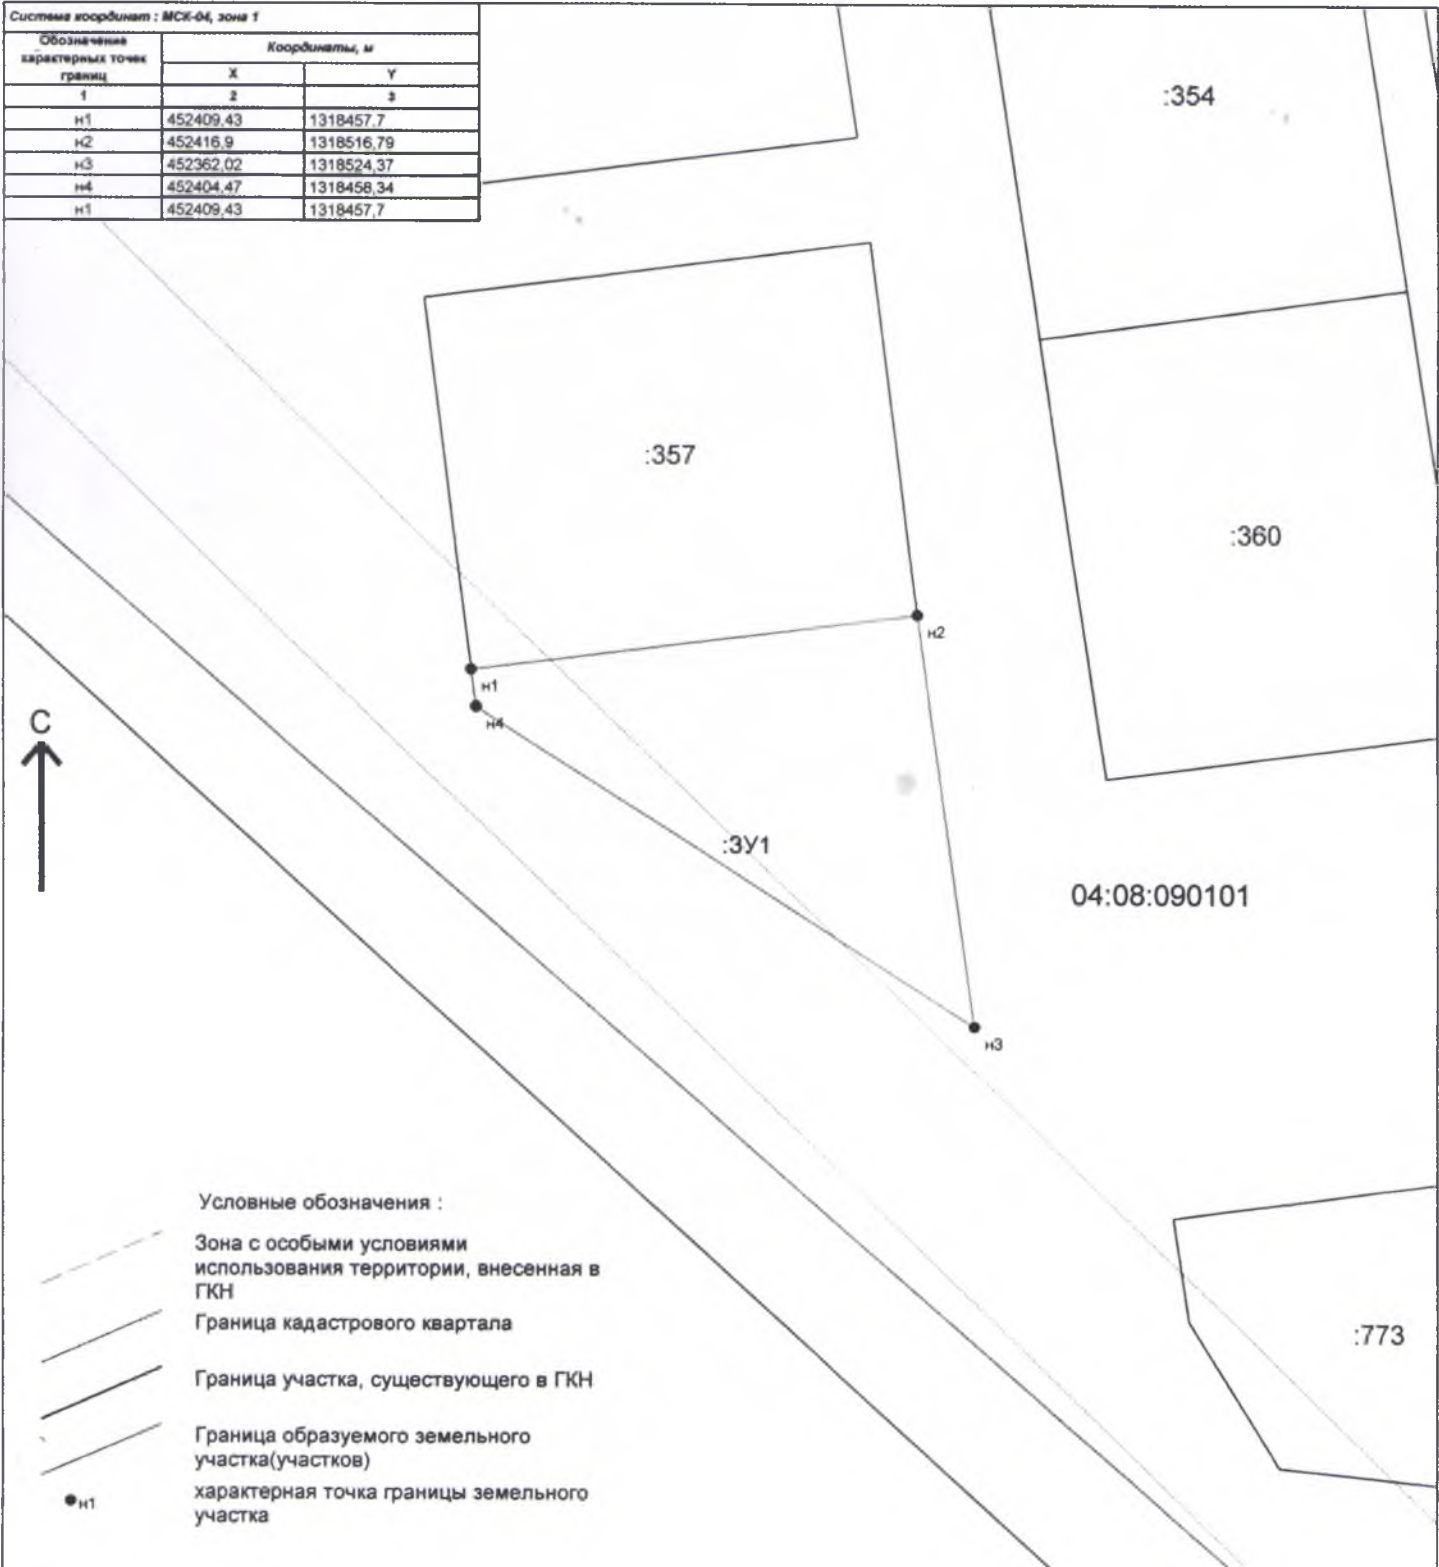 Система координат : МСК-04, зона 1
Обозначение характерных точек границ
Координаты, м
X Y
1 2 3
н1 452409,43 1318457,7
н2 452416,9 1318516,79
н3 452362,02 1318524,37
н4 452404,47 1318458,34
н1 452409,43 1318457,7
:354
:357
:360
н2
н1
н4
С
:ЗУ1
04:08:090101
н3
Условные обозначения :
Зона с особыми условиями
использования территории, внесенная в
ГКН
Граница кадастрового квартала
:773
Граница участка, существующего в ГКН
Граница образуемого земельного
участка(участков)
н1
характерная точка границы земельного
участка